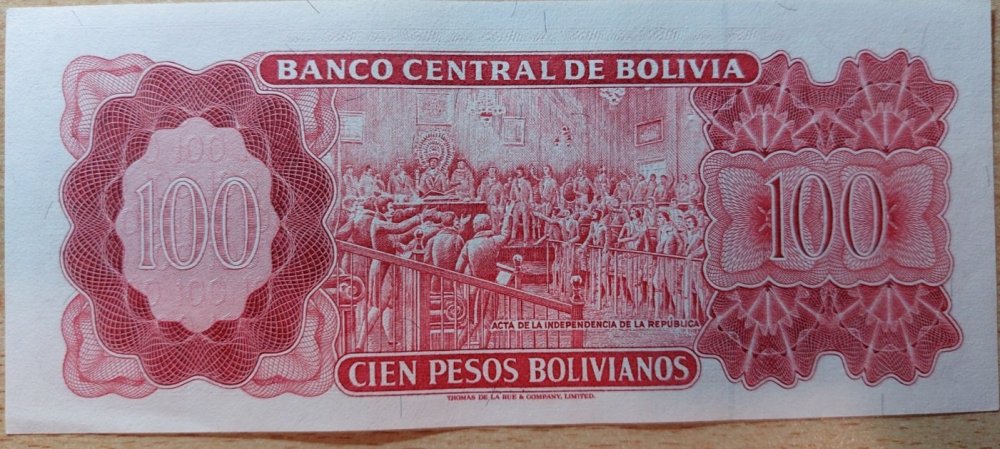 BANCO CENTRAL DE BOLIVIA
100
100
ACTA DE LA INDEPENDENCIA DE LA REPÚBLICA
CIEN PESOS BOLIVIANOS
THOMAS DE LA RUE & COMPANY, LIMITED.